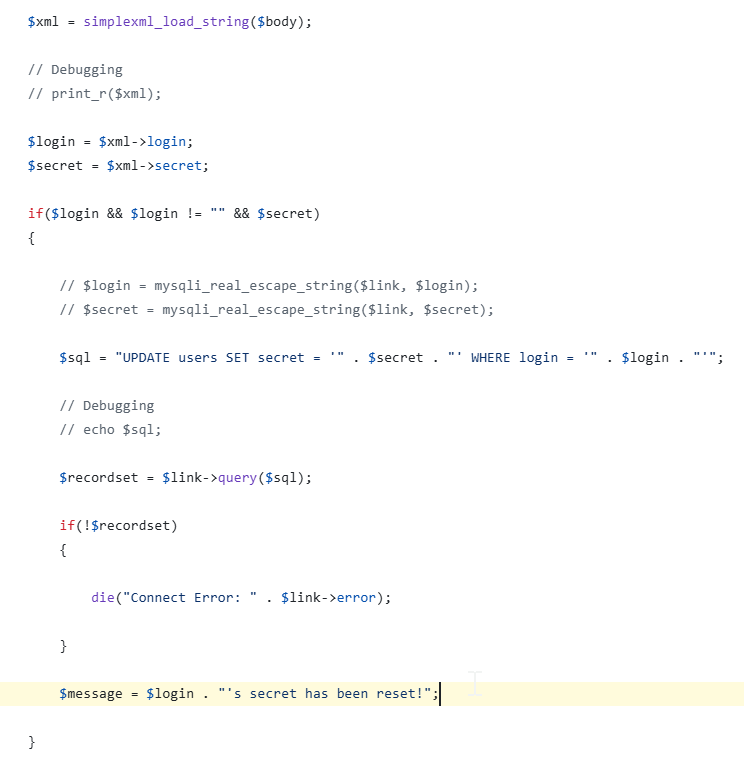 $xml = simplexml_load_string($body);
// Debugging
// print_r($xml);
$login = $xml->login;
$secret = $xml->secret;
if($login && $login != "" && $secret)
{
// $login = mysqli_real_escape_string($link, $login);
// $secret = mysqli_real_escape_string($link, $secret);
$sql = "UPDATE users SET secret = '" . $secret . "' WHERE login = '" . $login . "'";
// Debugging
// echo $sql;
$recordset = $link->query($sql);
if(!$recordset)
{
die("Connect Error: " . $link->error);
}
$message = $login . "'s secret has been reset!";
}